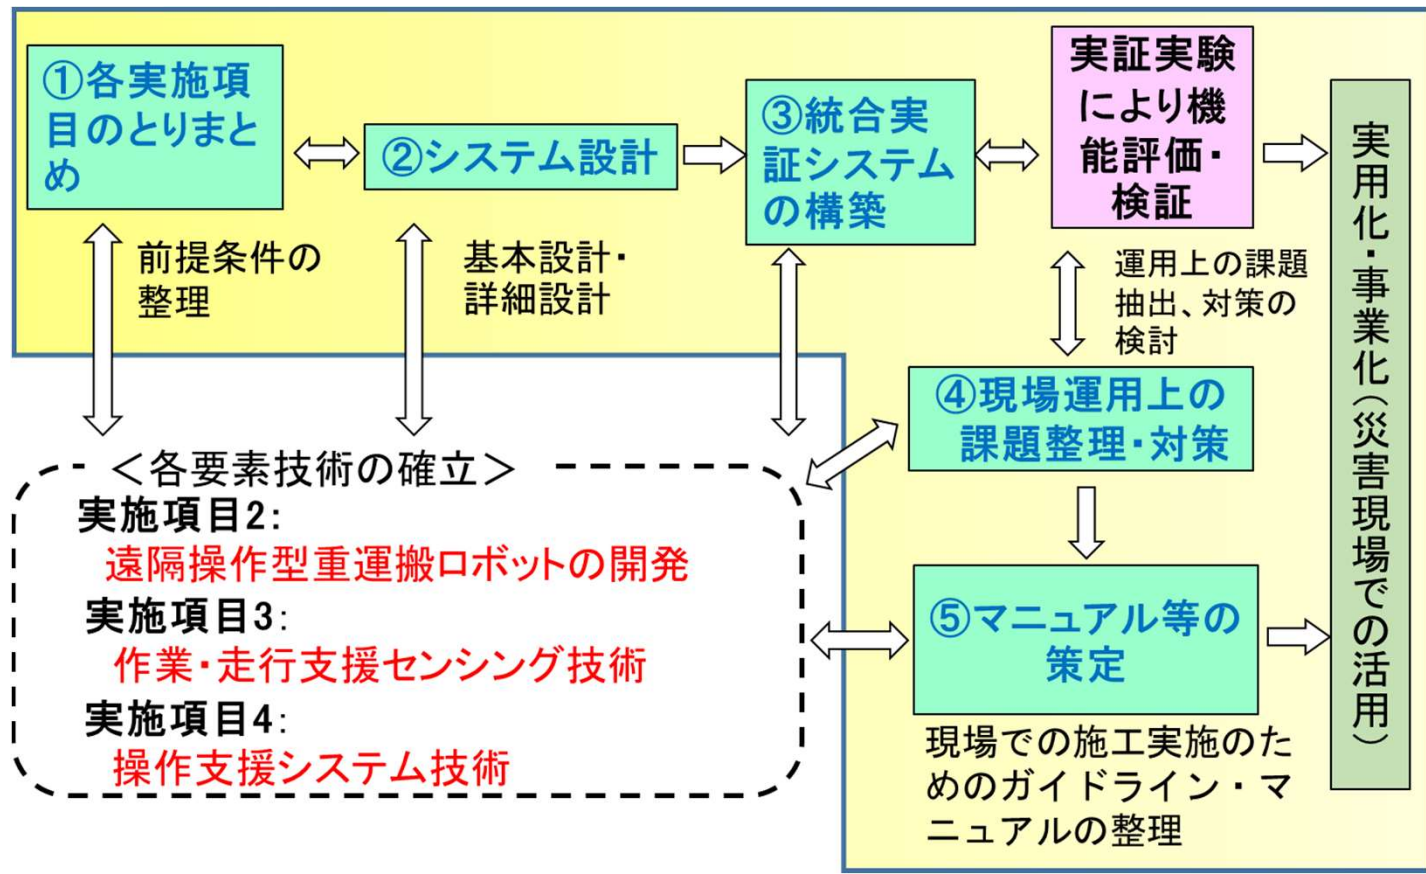 ①各実施項
目のとりまと
め
②システム設計
③統合実
証システム
の構築
実証実験
により機
能評価・
検証
前提条件の
整理
基本設計・
詳細設計
運用上の課題
抽出、対策の
検討
④現場運用上の
課題整理・対策
<各要素技術の確立>
実施項目2:
遠隔操作型重運搬ロボットの開発
実施項目3:
作業・走行支援センシング技術
実施項目4:
操作支援システム技術
⑤マニュアル等の
策定
現場での施工実施のた
めのガイドライン・マ
ニュアルの整理
実用化・事業化(災害現場での活用)